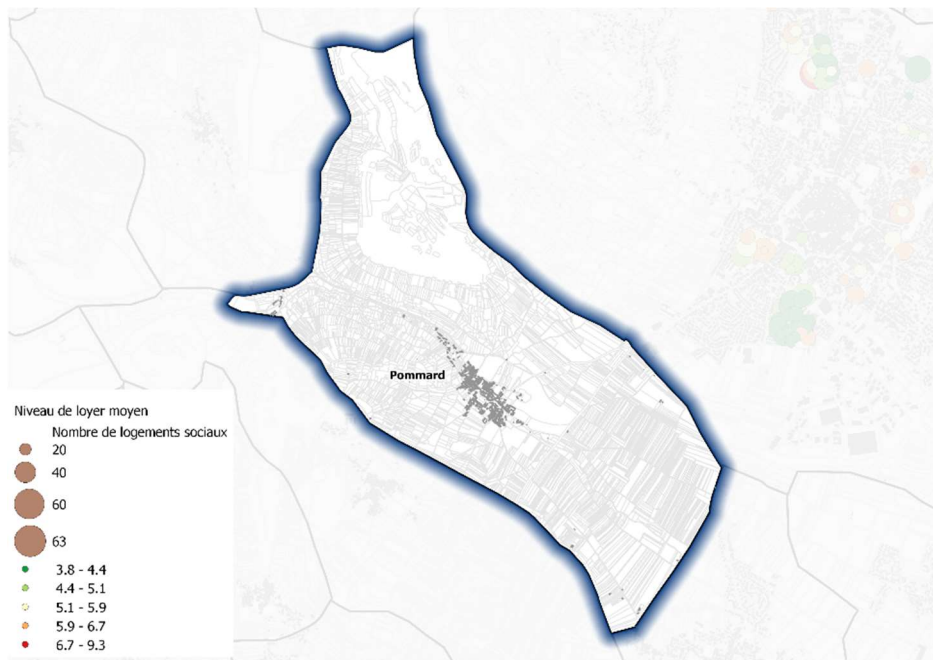 Pommard
Niveau de loyer moyen
Nombre de logements sociaux
20
40
60
63
3.8 - 4.4
4.4 - 5.1
5.1 - 5.9
5.9 - 6.7
6.7 - 9.3